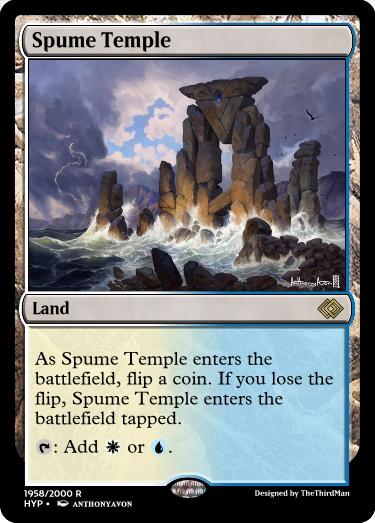 Spume Temple
AnthonyAvon
Land
As Spume Temple enters the
battlefield, flip a coin. If you lose the
flip, Spume Temple enters the
battlefield tapped.
: Add or .
1958/2000 R
HYP • ANTHONYAVON
Designed by TheThirdMan